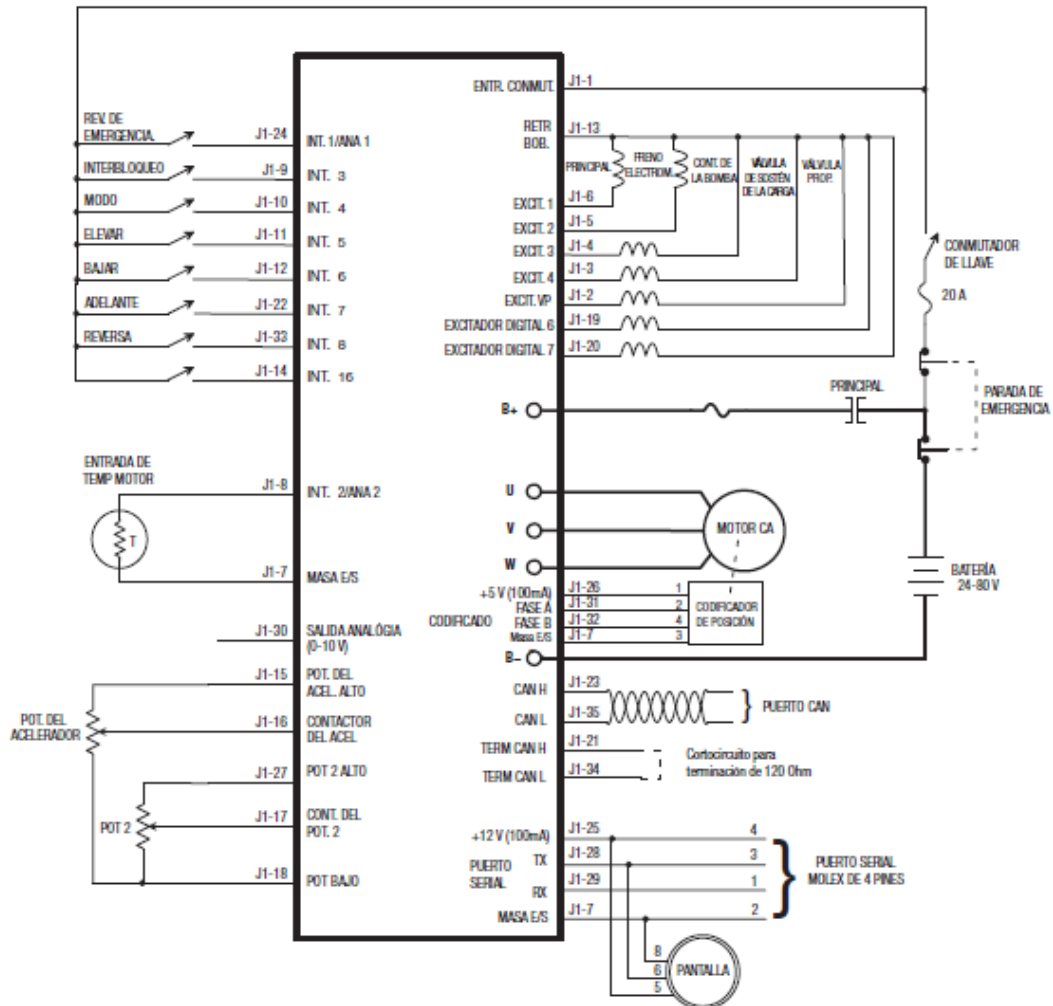 REV. DE
EMERGENCIA.
J1-24
INT. 1/ANA 1
INTERBLOQUEO
J1-9
INT. 3
MODO
J1-10
INT. 4
ELEVAR
J1-11
INT. 5
BAJAR
J1-12
INT. 6
ADELANTE
J1-22
INT. 7
REVERSA
J1-33
INT. 8
J1-14
INT. 16
ENTRADA DE
TEMP MOTOR
T
J1-8
INT. 2/ANA 2
J1-7
MASA E/S
J1-30
SALIDA ANALÓGIA
(0-10 V)
J1-15
POT. DEL
ACEL. ALTO
POT. DEL
ACELERADOR
J1-16
CONTACTOR
DEL ACEL
J1-27
POT 2 ALTO
POT 2
J1-17
CONT. DEL
POT. 2
J1-18
POT BAJO
ENTR. CONMUT.
J1-1
RETR
BOB.
J1-13
PRINCIPAL
FRENO
ELECTROM.
CONT. DE
LA BOMBA
VÁLVULA
DE SOSTÉN
DE LA CARGA
VÁLVULA
PROP.
EXCIT. 1
J1-6
EXCIT. 2
J1-5
EXCIT. 3
J1-4
EXCIT. 4
J1-3
EXCIT. VP
J1-2
EXCITADOR DIGITAL 6
J1-19
EXCITADOR DIGITAL 7
J1-20
CONMUTADOR
DE LLAVE
20 A
PARADA DE
EMERGENCIA
PRINCIPAL
B+
U
V
W
MOTOR CA
BATERÍA
24-80 V
CODIFICADO
+5 V (100mA)
J1-26
1
FASE A
J1-31
2
FASE B
J1-32
4
Masa E/S
J1-7
3
CODIFICADOR
DE POSICIÓN
B–
CAN H
J1-23
CAN L
J1-35
PUERTO CAN
TERM CAN H
J1-21
TERM CAN L
J1-34
Cortocircuito para
terminación de 120 Ohm
PUERTO
SERIAL
+12 V (100mA)
J1-25
4
TX
J1-28
3
RX
J1-29
1
MASA E/S
J1-7
2
PUERTO SERIAL
MOLEX DE 4 PINES
8
6
5
PANTALLA